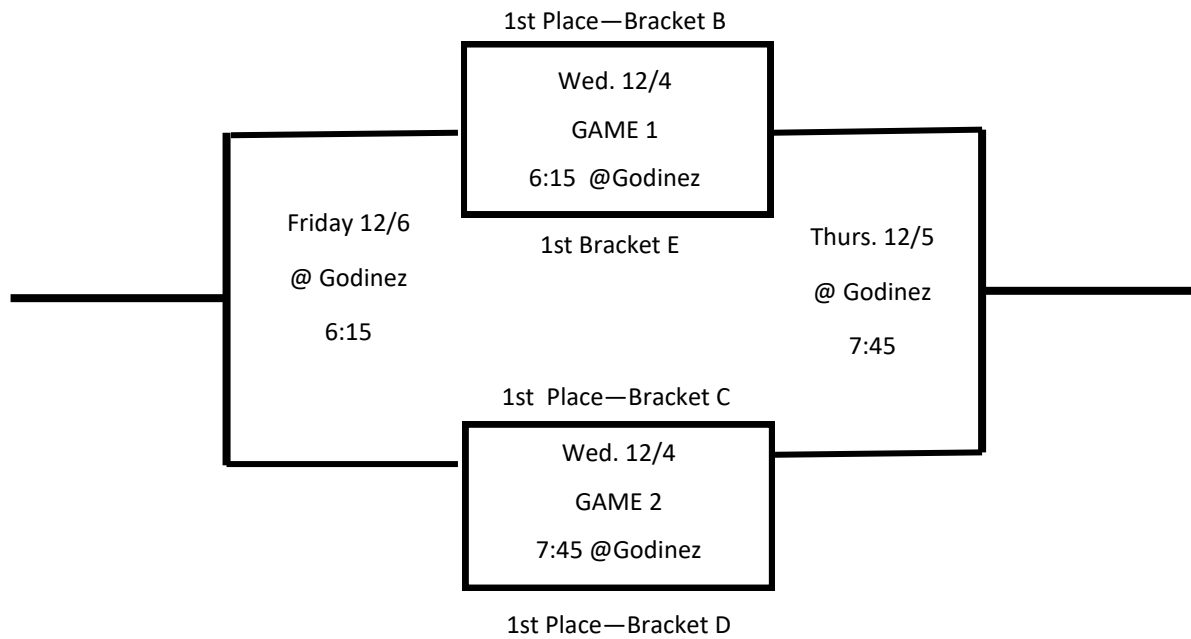 1st Place—Bracket B
Wed. 12/4
GAME 1
6:15 @Godinez
1st Bracket E
Friday 12/6
@ Godinez
6:15
Thurs. 12/5
@ Godinez
7:45
1st Place—Bracket C
Wed. 12/4
GAME 2
7:45 @Godinez
1st Place—Bracket D